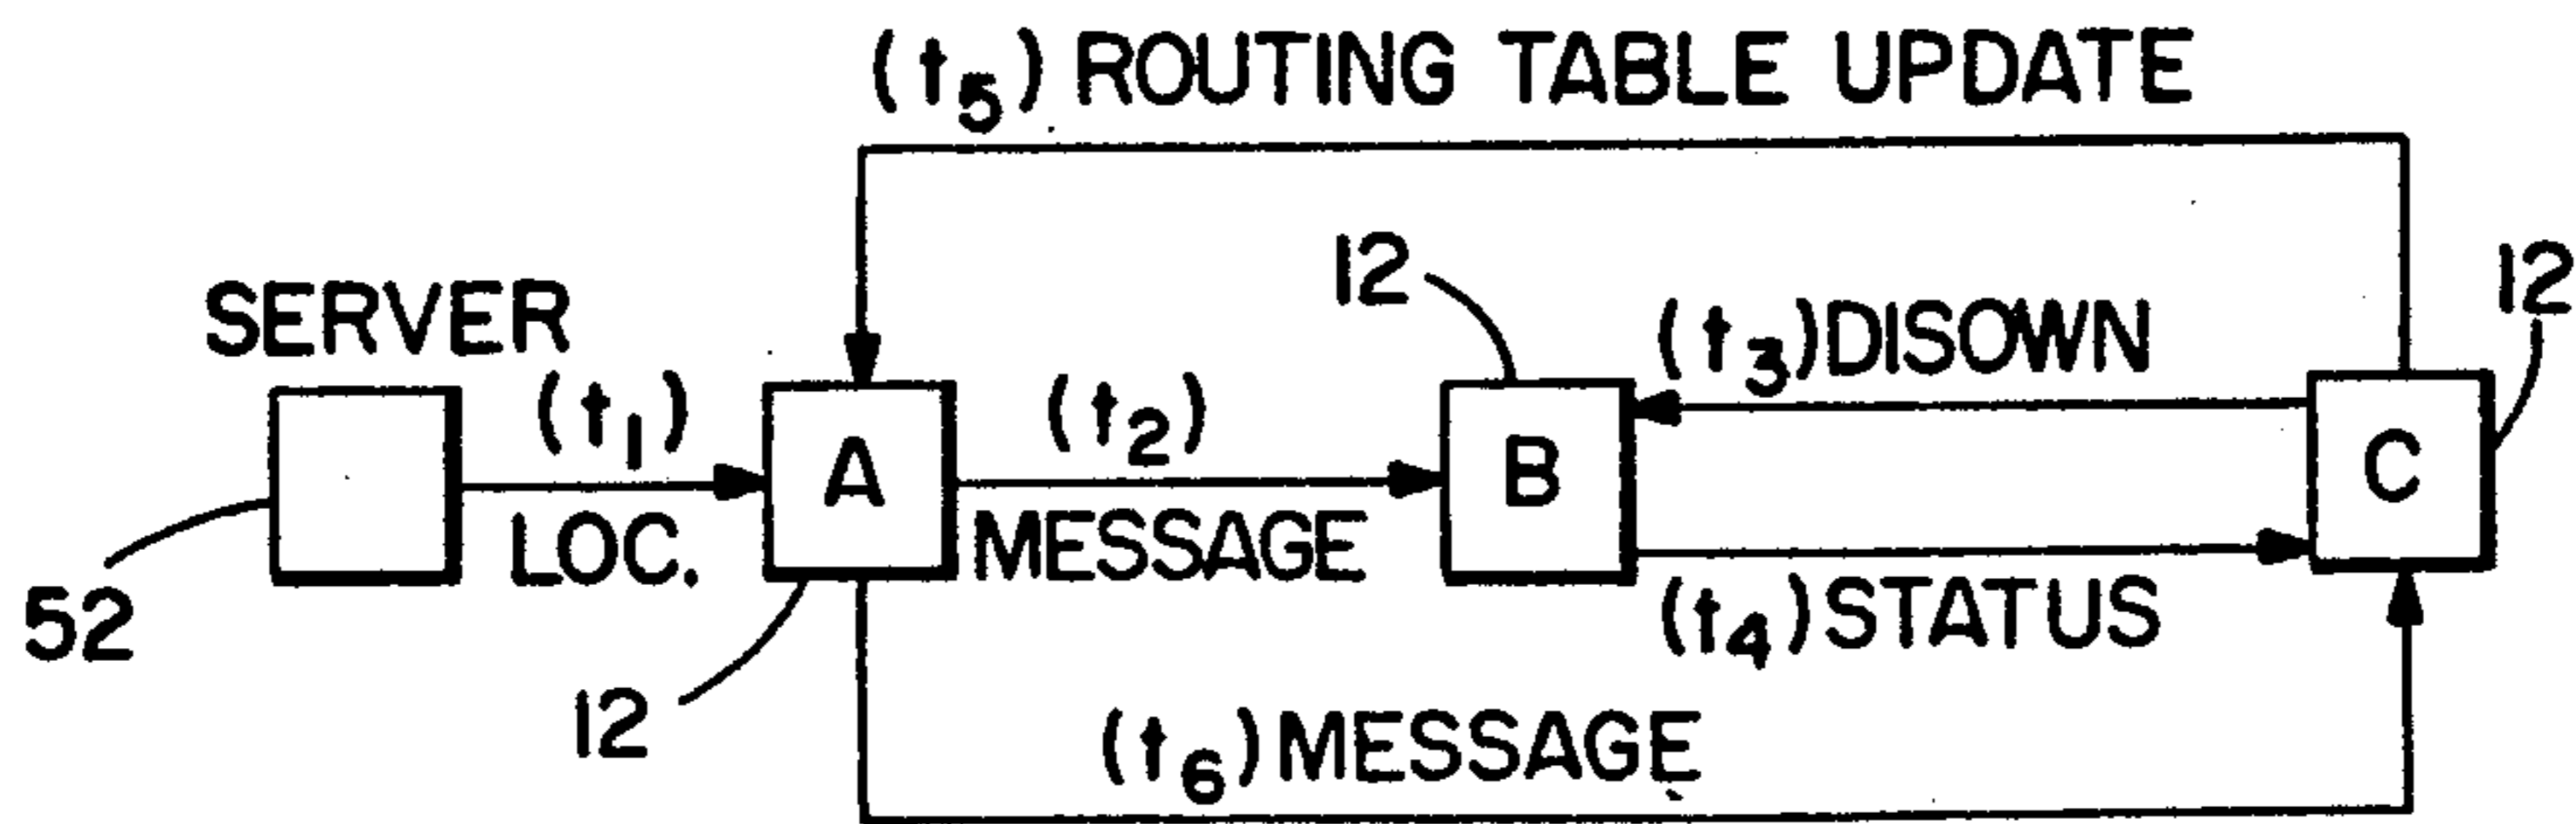 (t5) ROUTING TABLE UPDATE
12
12
SERVER
(t3) DISOWN
(t1)
(t2)
A
B
C
LOC.
MESSAGE
52
(t4) STATUS
12
(t6) MESSAGE